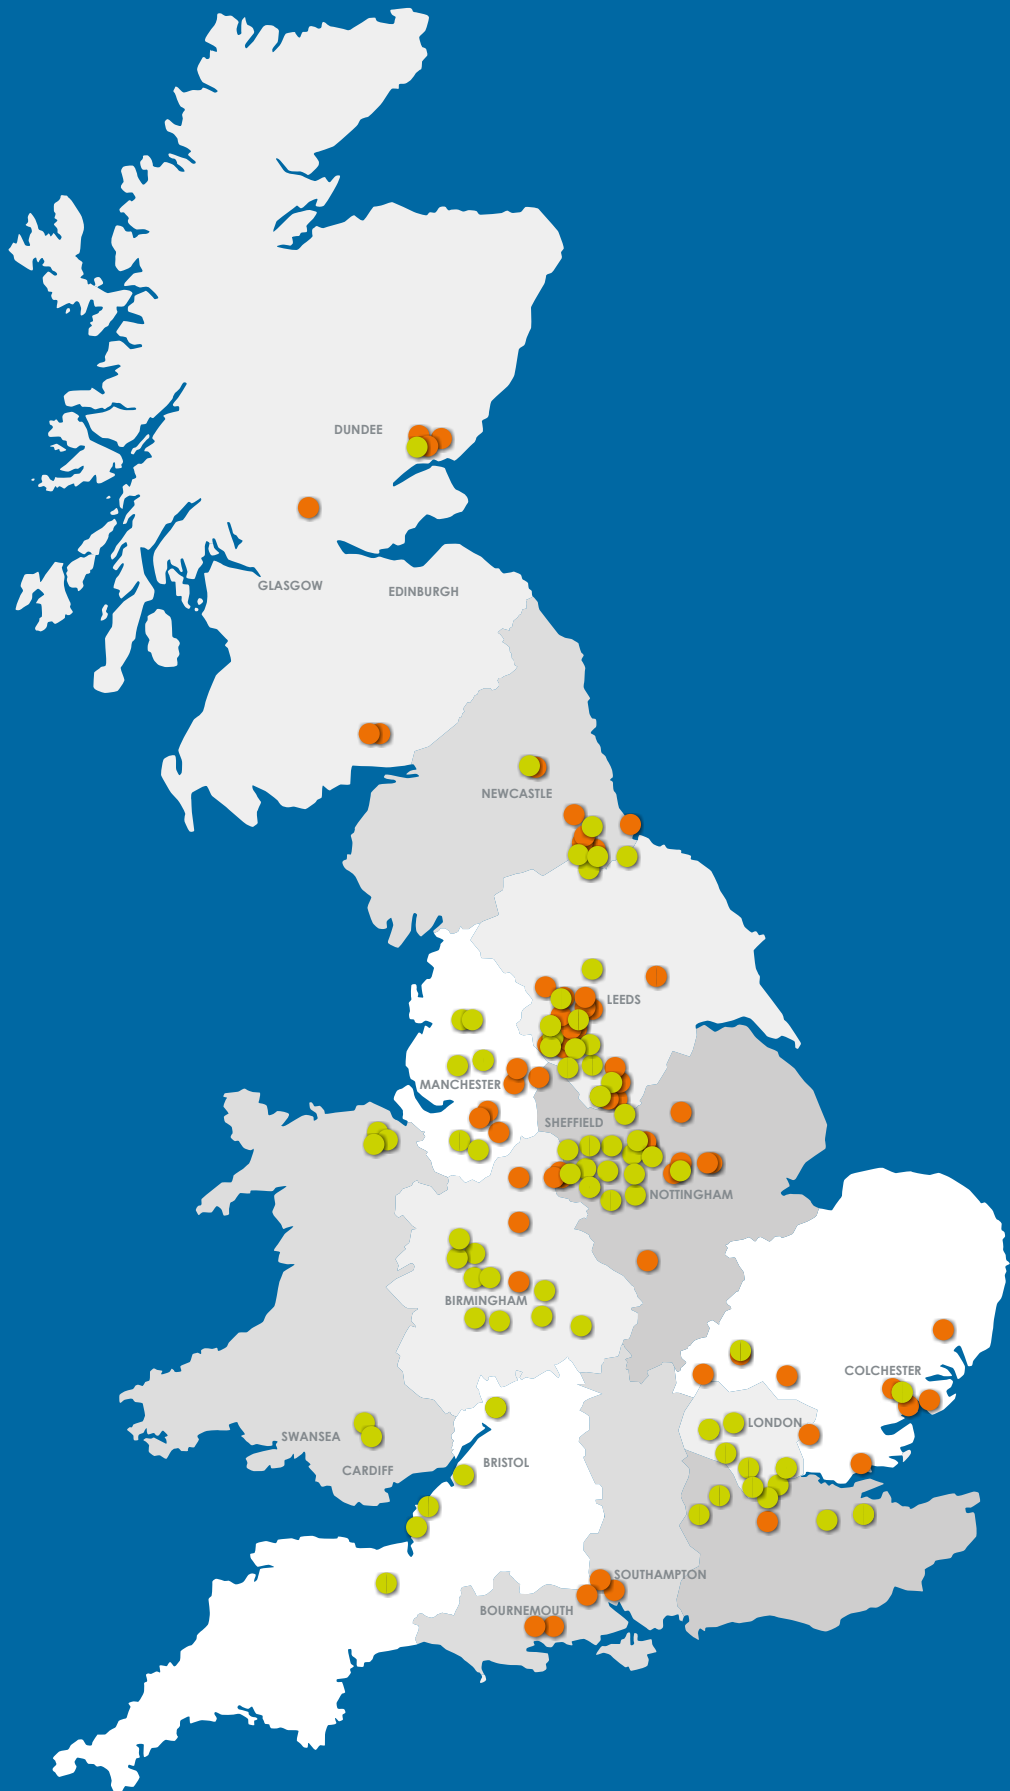 DUNDEE
GLASGOW
EDINBURGH
NEWCASTLE
LEEDS
MANCHESTER
SHEFFIELD
NOTTINGHAM
BIRMINGHAM
COLCHESTER
LONDON
SWANSEA
BRISTOL
CARDIFF
SOUTHAMPTON
BOURNEMOUTH